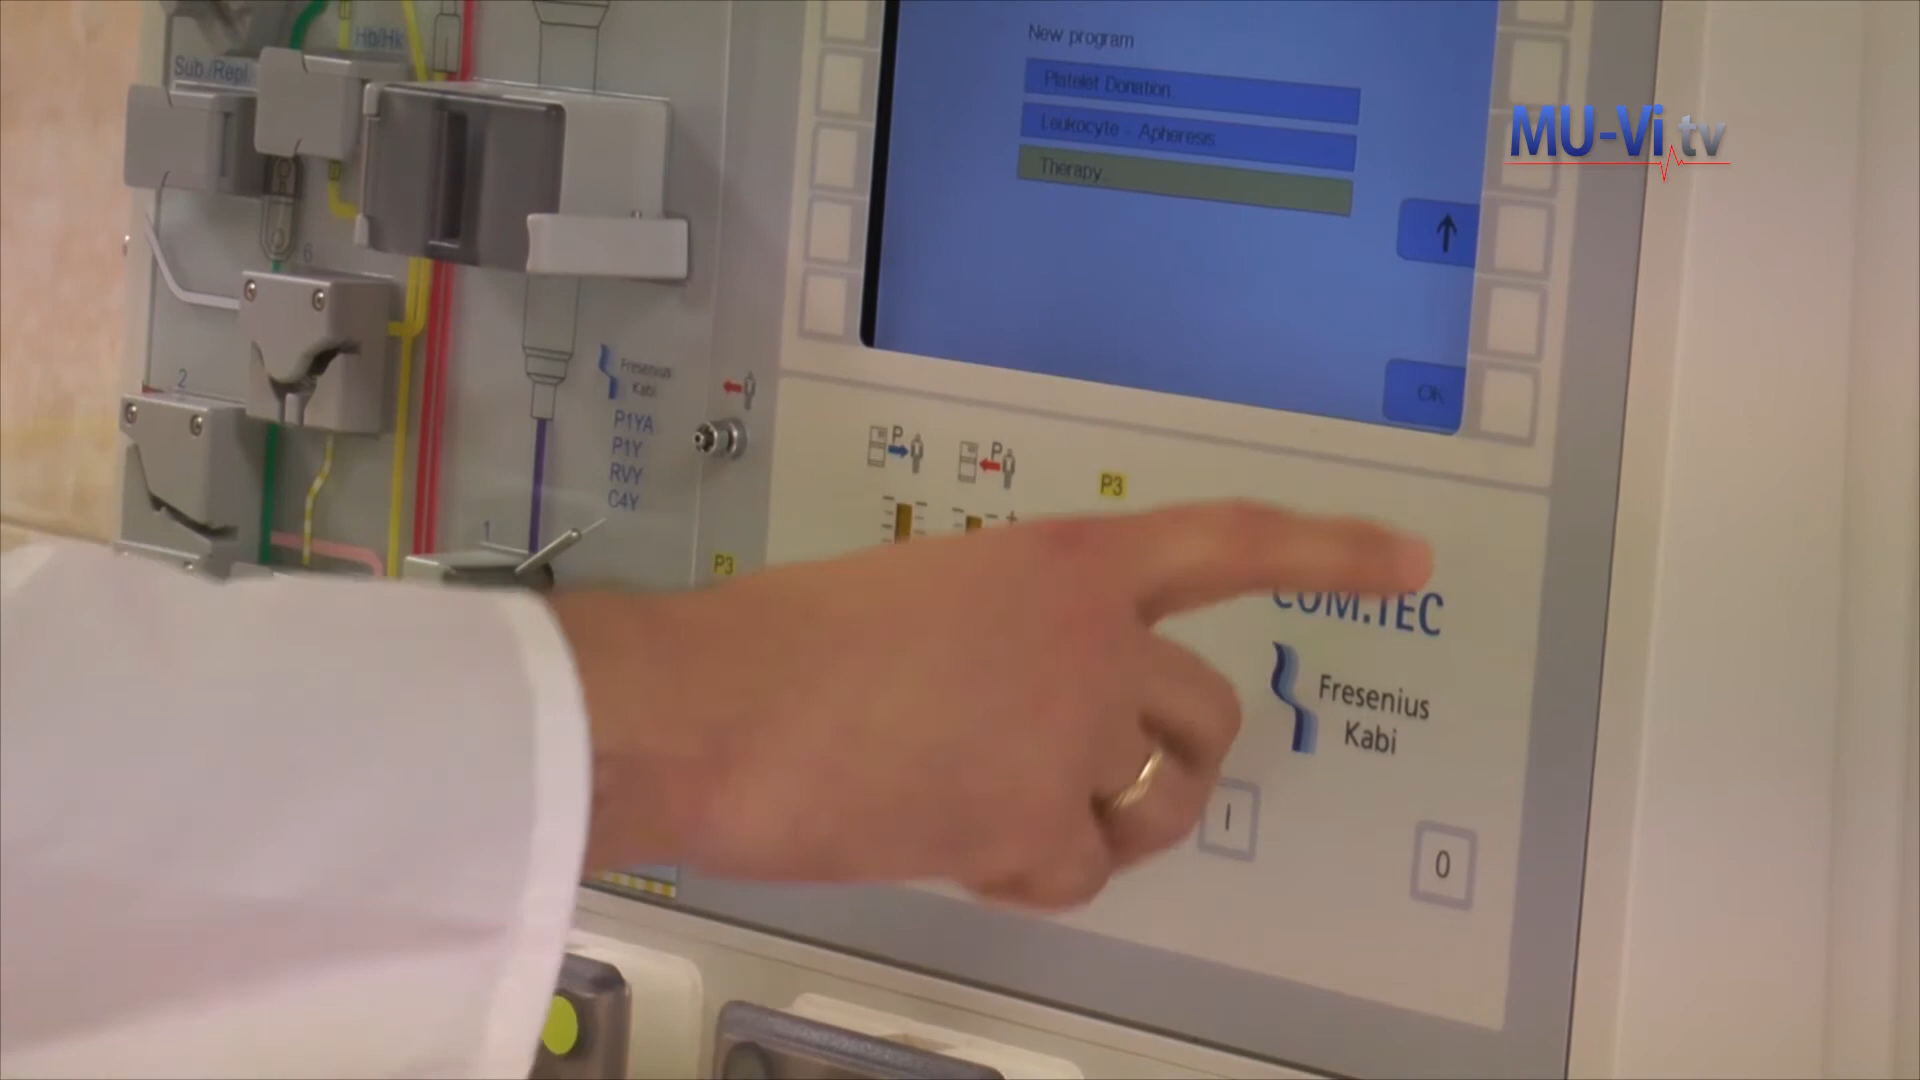 Hb/Hk
Sub./Repl.
New program
Platelet Donation
Leukocyte - Apheresis
Therapy
MU-Vi.tv
OK
6
2
Fresenius
Kabi
P1YA
P1Y
RVY
C4Y
1
P
P
P3
P3
COM.TEC
Fresenius
Kabi
I
0